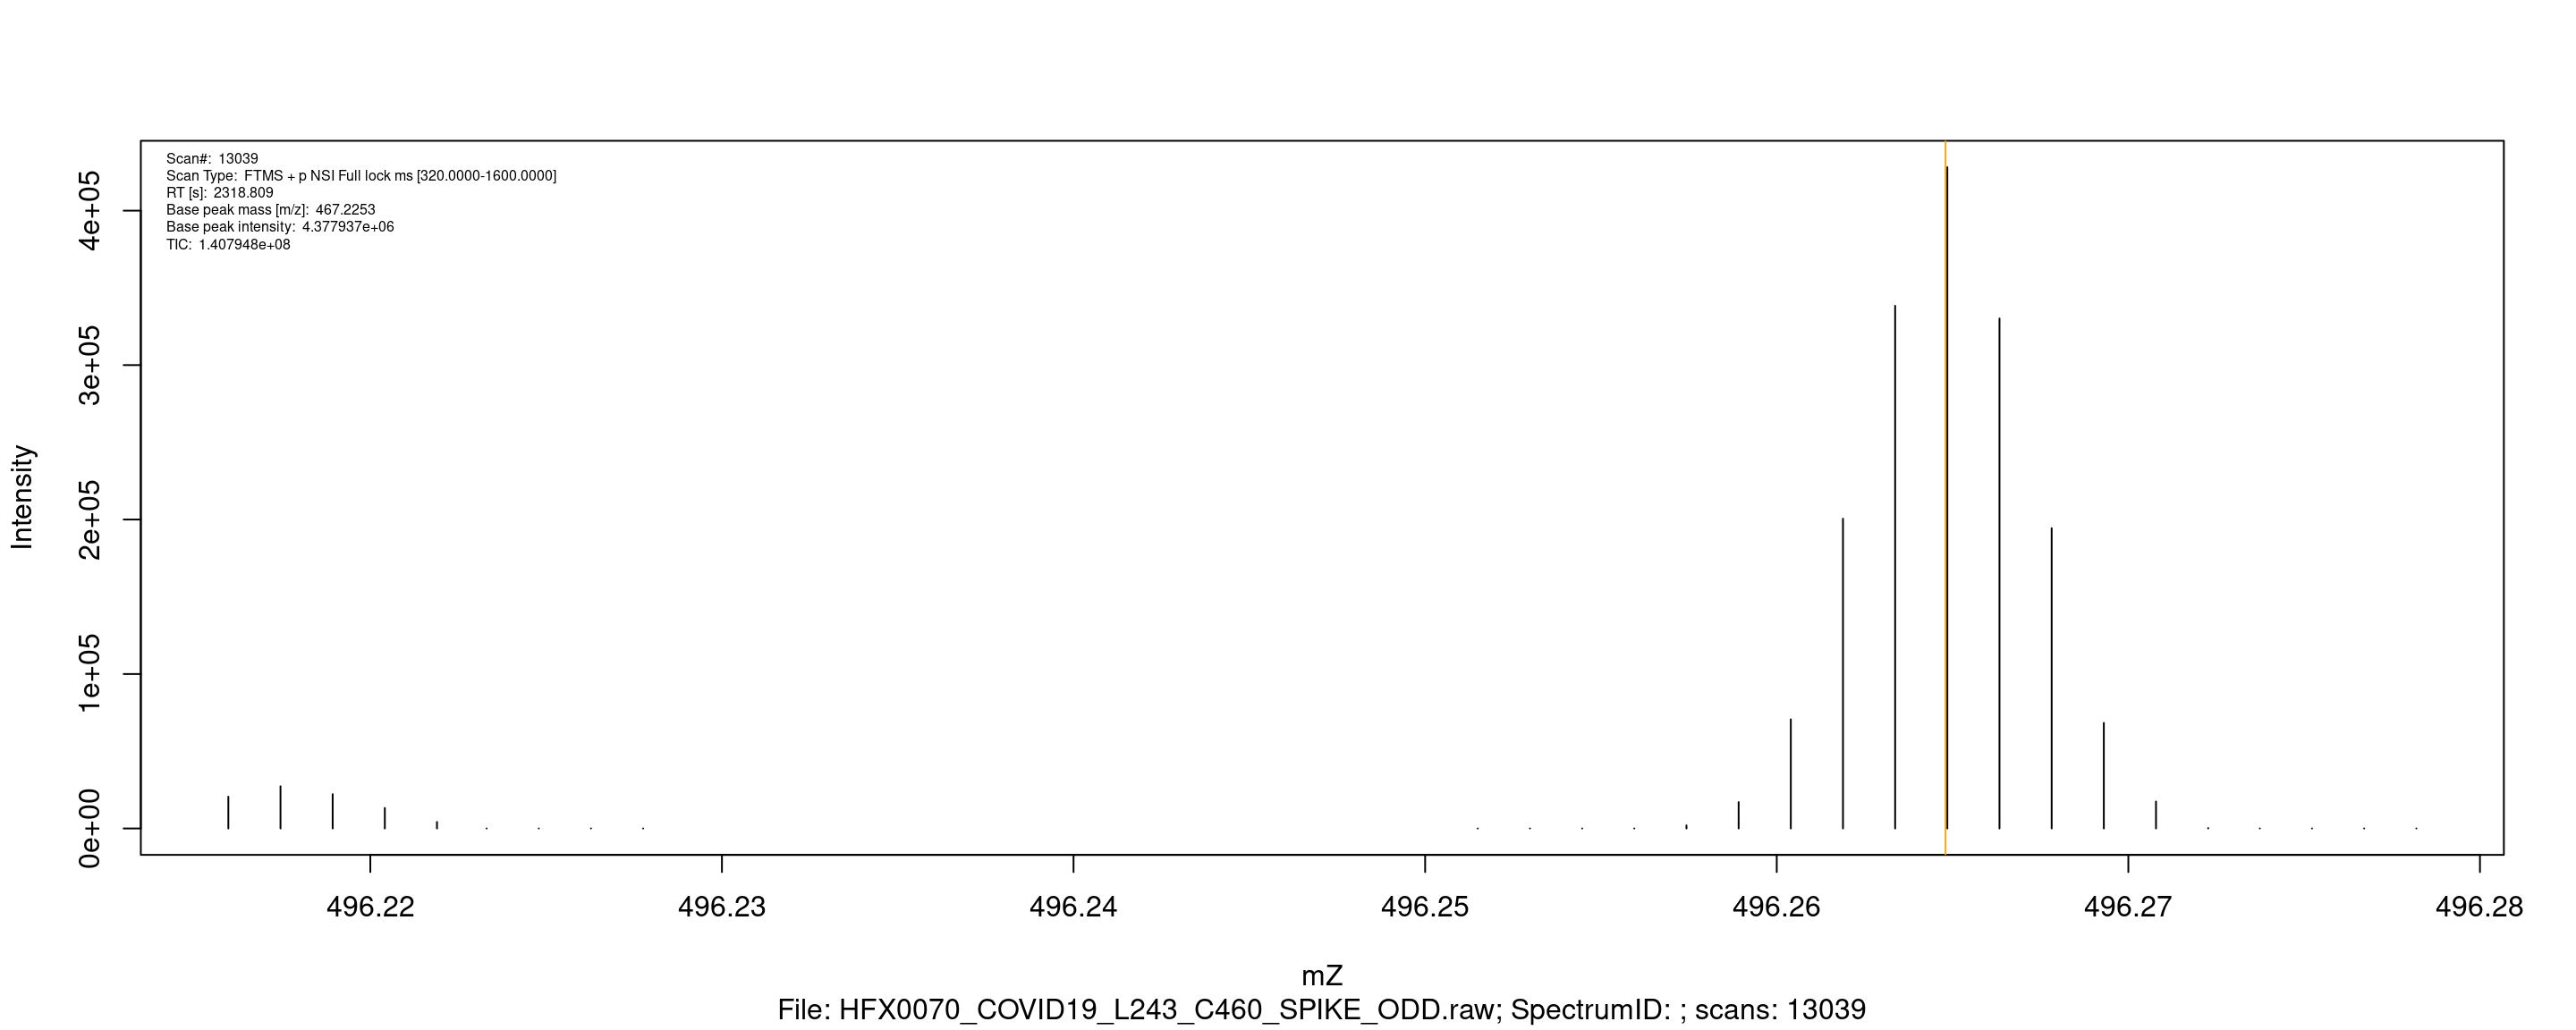 Scan#: 13039
Scan Type: FTMS + p NSI Full lock ms [320.0000-1600.0000]
RT [s]: 2318.809
Base peak mass [m/z]: 467.2253
Base peak intensity: 4.377937e+06
TIC: 1.407948e+08
4e+05
3e+05
2e+05
1e+05
0e+00
Intensity
496.22 496.23 496.24 496.25 496.26 496.27 496.28
mZ
File: HFX0070_COVID19_L243_C460_SPIKE_ODD.raw; SpectrumID: ; scans: 13039